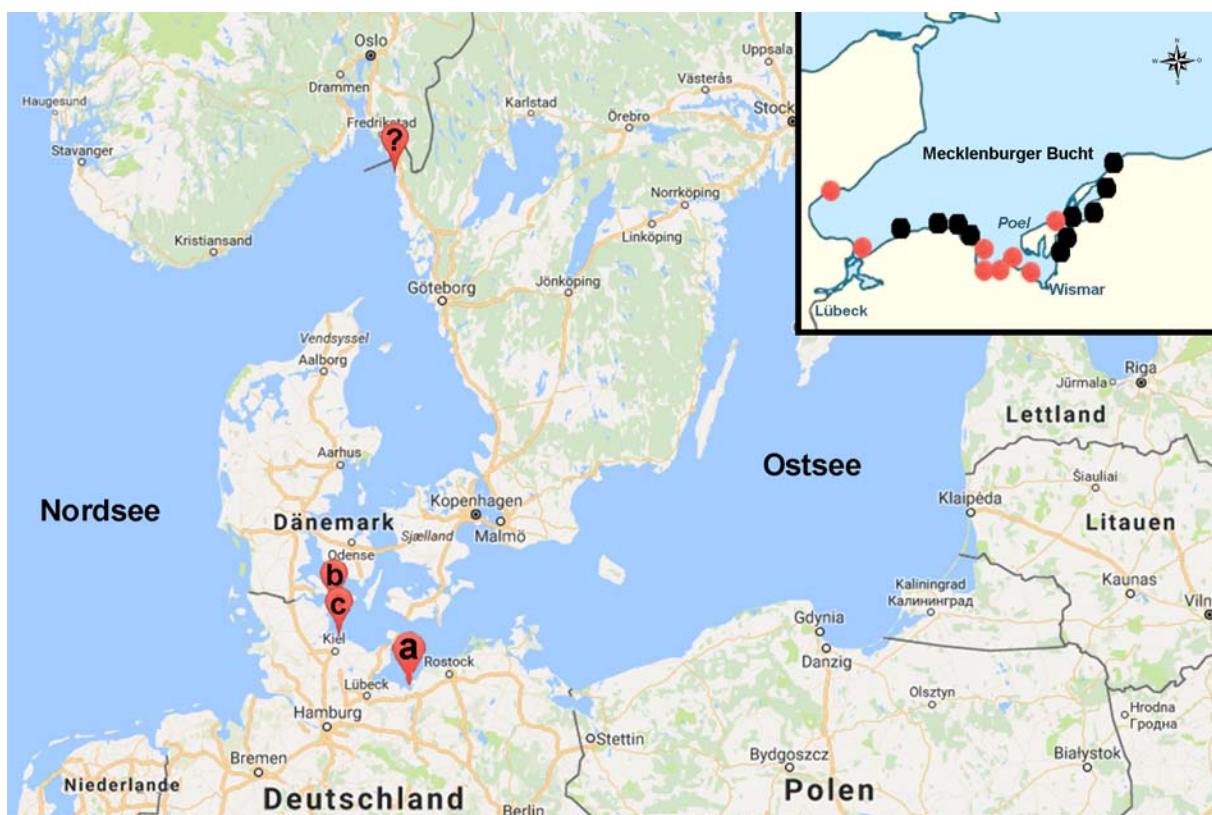 Oslo
Drammen
Haugesund
Stavanger
Fredrikstad
?
Kristiansand
Karlstad
Örebro
Västerås
Uppsala
Stock
Norrköping
Linköping
Jönköping
Göteborg
Vendsyssel
Aalborg
Aarhus
Nordsee
Ostsee
Kopenhagen
Malmö
Dänemark
Sjælland
Odense
b
c
Kiel
a
Rostock
Lübeck
Hamburg
Bremen
Niederlande
Deutschland
Berlin
Stettin
Gdynia
Danzig
Bydgoszcz
Polen
Olsztyn
Białystok
Hrodna
Гродна
Kaliningrad
Калининград
Klaipėda
Šiauliai
Litauen
Kaunas
Viln
Lettland
Jūrmala
Riga
Mecklenburger Bucht
Poel
Wismar
Lübeck
N
W
O
S